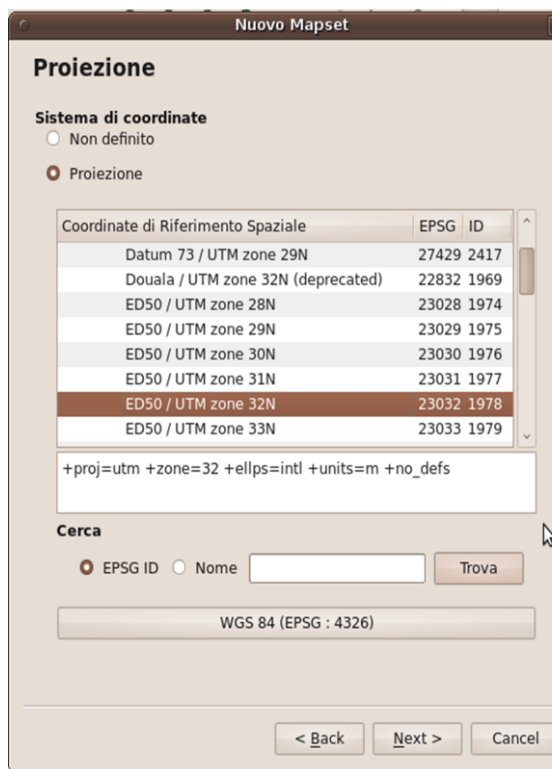 Nuovo Mapset
Proiezione
Sistema di coordinate
Non definito
Proiezione
Coordinate di Riferimento Spaziale EPSG ID
Datum 73 / UTM zone 29N 27429 2417
Douala / UTM zone 32N (deprecated) 22832 1969
ED50 / UTM zone 28N 23028 1974
ED50 / UTM zone 29N 23029 1975
ED50 / UTM zone 30N 23030 1976
ED50 / UTM zone 31N 23031 1977
ED50 / UTM zone 32N 23032 1978
ED50 / UTM zone 33N 23033 1979
+proj=utm +zone=32 +ellps=intl +units=m +no_defs
Cerca
EPSG ID Nome Trova
WGS 84 (EPSG : 4326)
< Back Next > Cancel